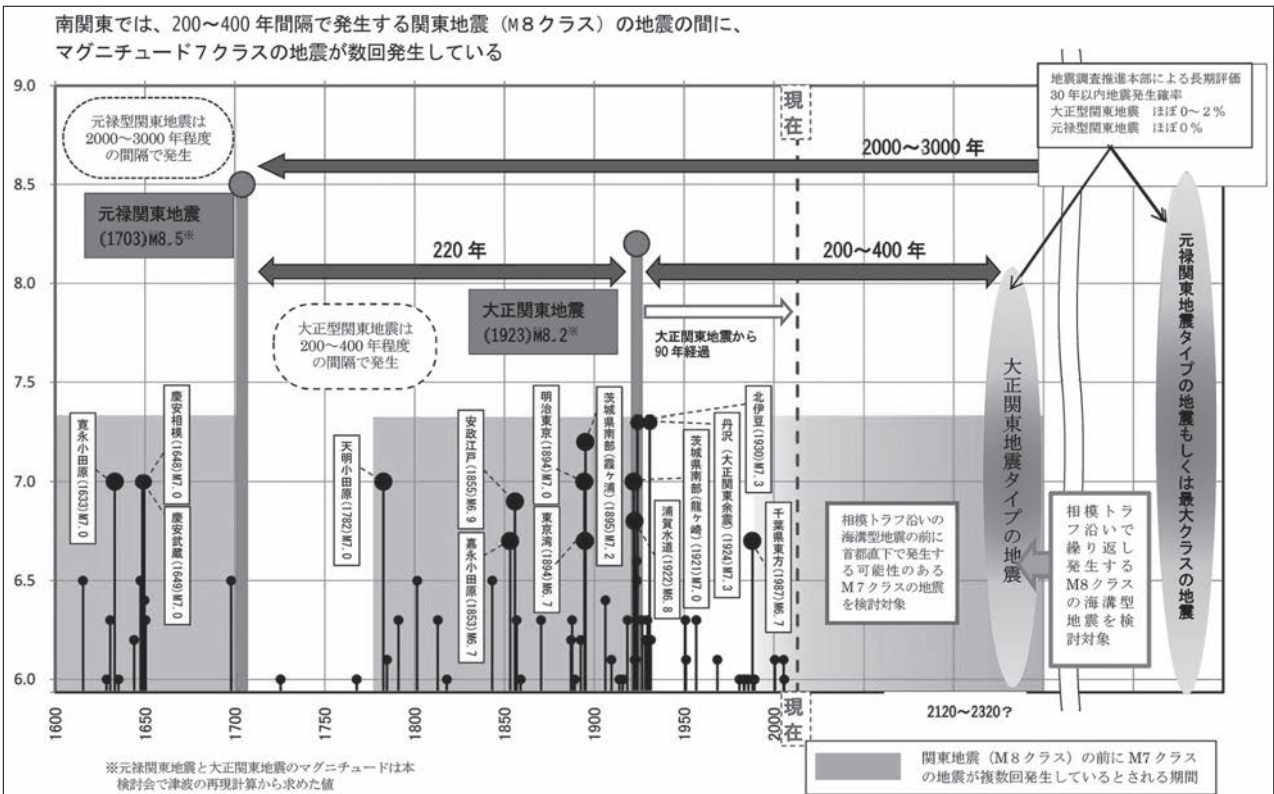 南関東では、200～400年間隔で発生する関東地震（M8クラス）の地震の間に、
マグニチュード7クラスの地震が数回発生している
9.0
8.5
8.0
7.5
7.0
6.5
6.0
元禄型関東地震は
2000～3000年程度
の間隔で発生
現在
地震調査推進本部による長期評価
30年以内地震発生確率
大正型関東地震　ほぼ0～2％
元禄型関東地震　ほぼ0％
2000～3000年
元禄関東地震
(1703)M8.5※
220年
200～400年
大正型関東地震は
200～400年程度
の間隔で発生
大正関東地震
(1923)M8.2※
大正関東地震から
90年経過
寛永小田原(1633)M7.0
慶安相模(1648)M7.0
慶安武蔵(1649)M7.0
天明小田原(1782)M7.0
安政江戸(1855)M6.9
嘉永小田原(1853)M6.7
明治東京(1894)M7.0
東京湾(1894)M6.7
茨城県南部(霞ヶ浦)(1895)M7.2
浦賀水道(1922)M6.8
茨城県南部(龍ヶ崎)(1921)M7.0
丹沢(大正関東余震)(1924)M7.3
北伊豆(1930)M7.3
千葉県東方(1987)M6.7
相模トラフ沿いの
海溝型地震の前に
首都直下で発生す
る可能性のある
M7クラスの地震
を検討対象
大正関東地震タイプの地震
相模トラ
フ沿いで
繰り返し
発生する
M8クラス
の海溝型
地震を検
討対象
元禄関東地震タイプの地震もしくは最大クラスの地震
1600
1650
1700
1750
1800
1850
1900
1950
2000
現在
2120～2320？
※元禄関東地震と大正関東地震のマグニチュードは本
検討会で津波の再現計算から求めた値
関東地震（M8クラス）の前にM7クラス
の地震が複数回発生しているとされる期間